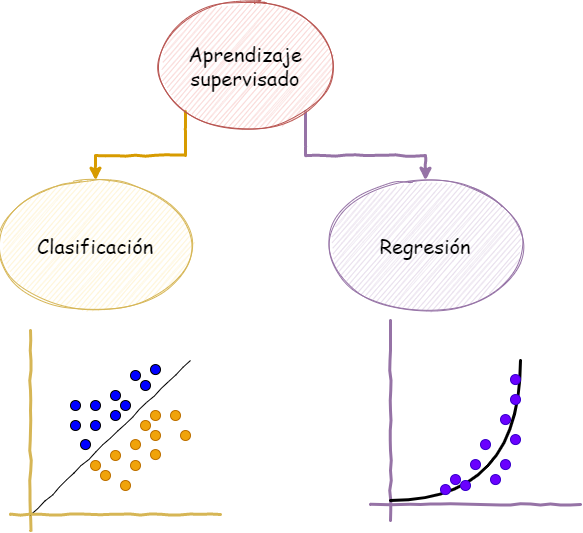 Aprendizaje
supervisado
Clasificación
Regresión